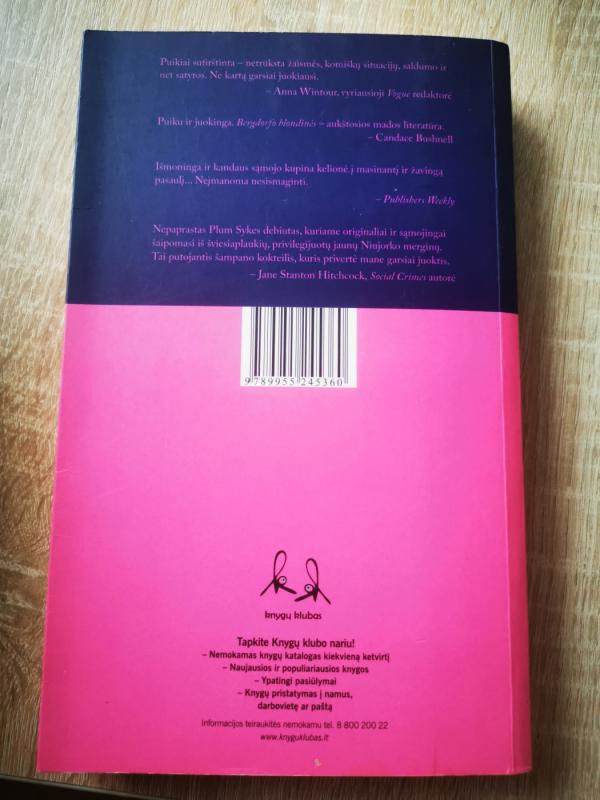 Puikiai sutirštinta – netrūksta žaismės, komiškų situacijų, saldumo ir
net satyros. Ne kartą garsiai juokiausi.
– Anna Wintour, vyriausioji Vogue redaktorė
Puiku ir juokinga. Bergdorfo blondinės – aukštosios mados literatūra.
– Candace Bushnell
Išmoninga ir kandaus sąmojo kupina kelionė į masinantį ir žavingą
pasaulį... Neįmanoma nesismaginti.
– Publishers Weekly
Nepaprastas Plum Sykes debiutas, kuriame originaliai ir sąmojingai
šaipomasi iš šviesiaplaukių, privilegijuotų jaunų Niujorko merginų.
Tai putojantis šampano kokteilis, kuris privertė mane garsiai juoktis.
– Jane Stanton Hitchcock, Social Crimes autorė
9 789955 245360
knygų klubas
Tapkite Knygų klubo nariu!
– Nemokamas knygų katalogas kiekvieną ketvirtį
– Naujausios ir populiariausios knygos
– Ypatingi pasiūlymai
– Knygų pristatymas į namus,
darbovietę ar paštą
Informacijos teiraukitės nemokamu tel. 8 800 200 22
www.knyguklubas.lt